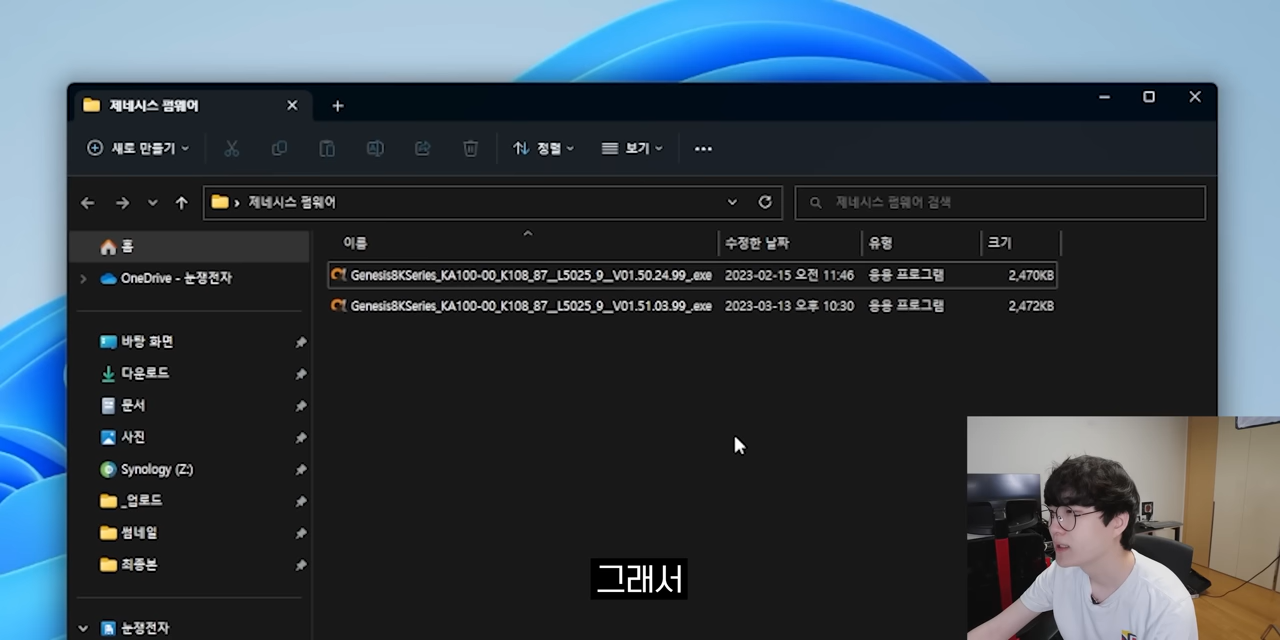 제네시스 펌웨어
새로 만들기
정렬
보기
제네시스 펌웨어
제네시스 펌웨어 검색
홈
이름
수정한 날짜
유형
크기
OneDrive - 눈쟁전자
Genesis8KSeries_KA100-00_K108_87__L5025_9__V01.50.24.99_.exe 2023-02-15 오전 11:46 응용 프로그램 2,470KB
Genesis8KSeries_KA100-00_K108_87__L5025_9__V01.51.03.99_.exe 2023-03-13 오후 10:30 응용 프로그램 2,472KB
바탕 화면
다운로드
문서
사진
Synology (Z:)
_업로드
썸네일
최종본
눈쟁전자
그래서